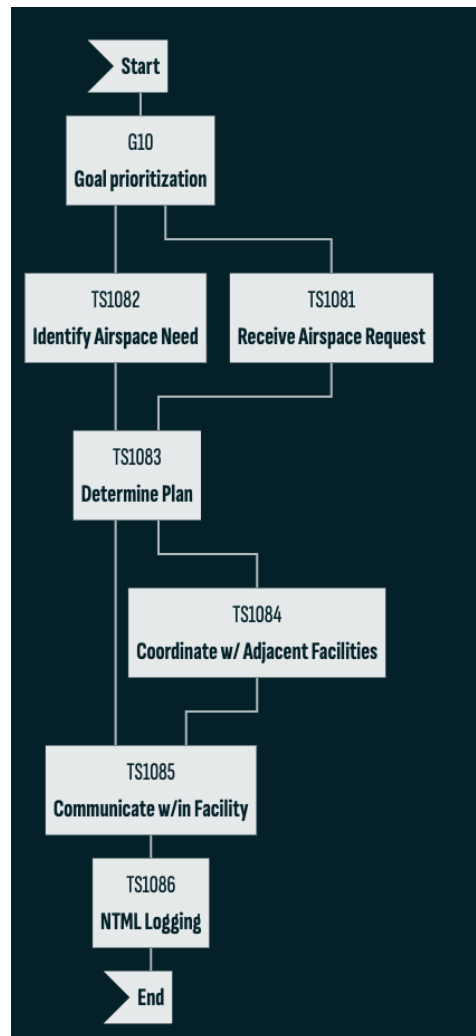 Start
G10
Goal prioritization
TS1082
Identify Airspace Need
TS1081
Receive Airspace Request
TS1083
Determine Plan
TS1084
Coordinate w/ Adjacent Facilities
TS1085
Communicate w/in Facility
TS1086
NTML Logging
End